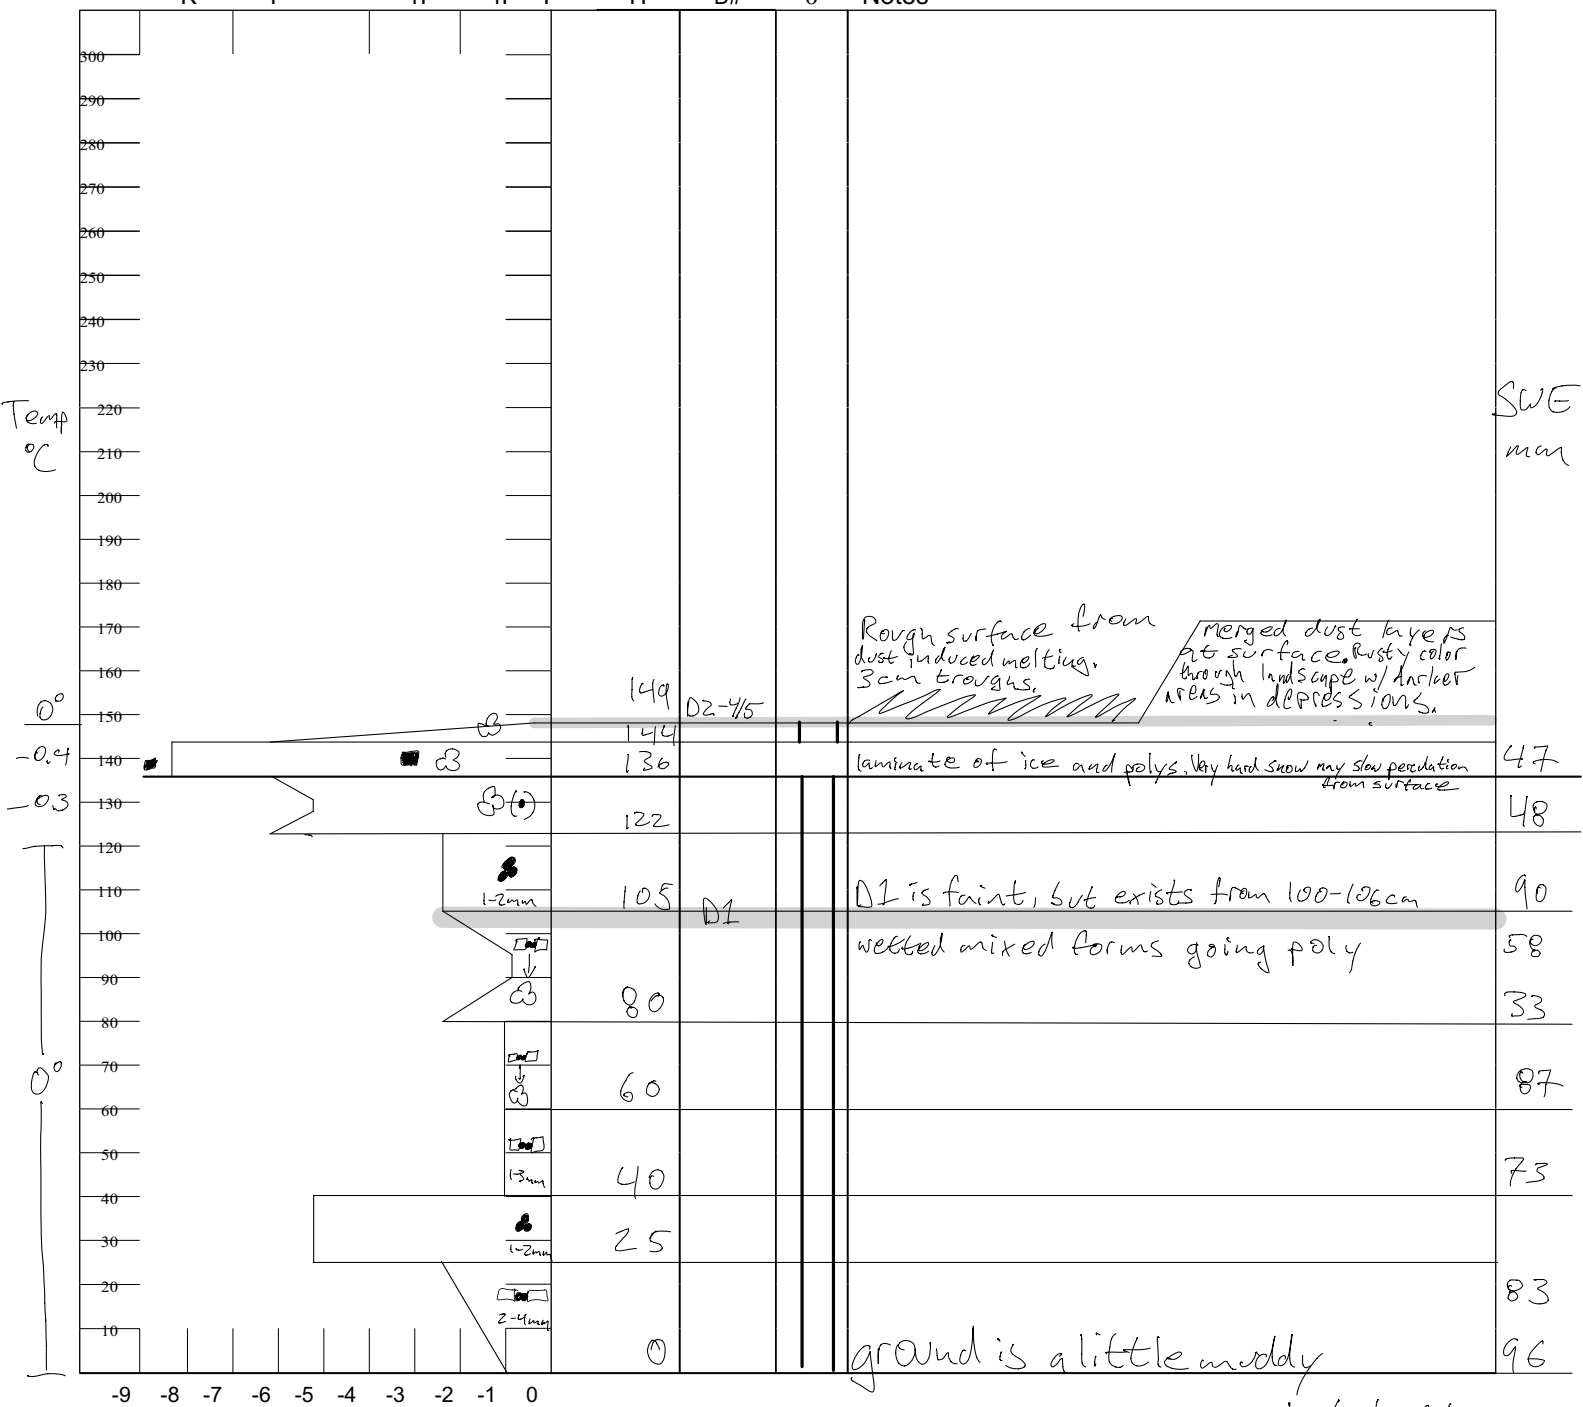 Notes
300
290
280
270
260
250
240
230
Temp 220 SWE
°C 210 mm
200
190
180
170 Rough surface from merged dust layers
160 dust induced melting. at surface. Rusty color
3cm troughs. through landscape w/ darker
0° 149 D2-4/5 areas in depressions.
150 144
-0.4 140 136 laminate of ice and polys. Very hard snow may slow percolation 47
from surface
-03 130 122 48
120
110 1-2mm 105 D1 D1 is faint, but exists from 100-106cm 90
100 wetted mixed forms going poly 58
90 80 33
80
0° 70 60 87
60
50 1-3mm 40 73
40
30 1-2mm 25
20 2-4mm 83
10 0 ground is a little muddy 96
-9 -8 -7 -6 -5 -4 -3 -2 -1 0